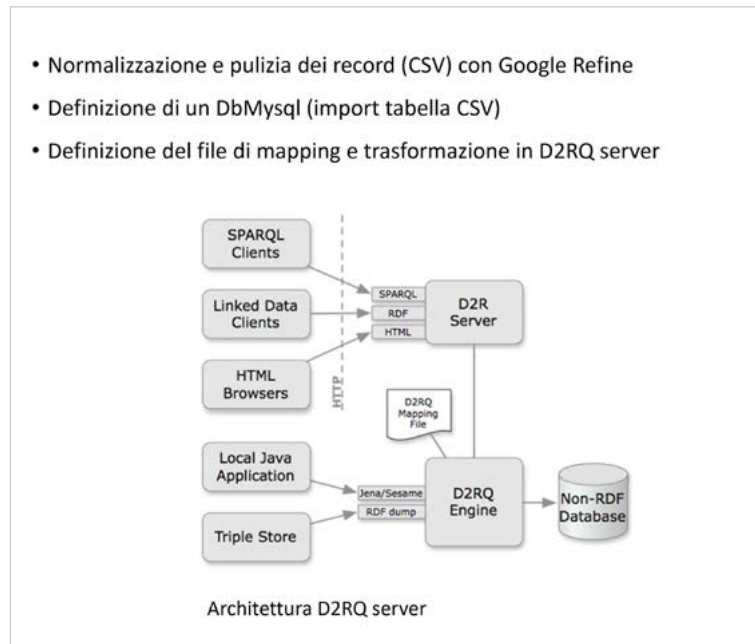 • Normalizzazione e pulizia dei record (CSV) con Google Refine
• Definizione di un DbMysql (import tabella CSV)
• Definizione del file di mapping e trasformazione in D2RQ server
SPARQL
Clients
Linked Data
Clients
HTML
Browsers
HTTP
SPARQL
RDF
HTML
D2R
Server
D2RQ
Mapping
File
Local Java
Application
Triple Store
Jena/Sesame
RDF dump
D2RQ
Engine
Non-RDF
Database
Architettura D2RQ server